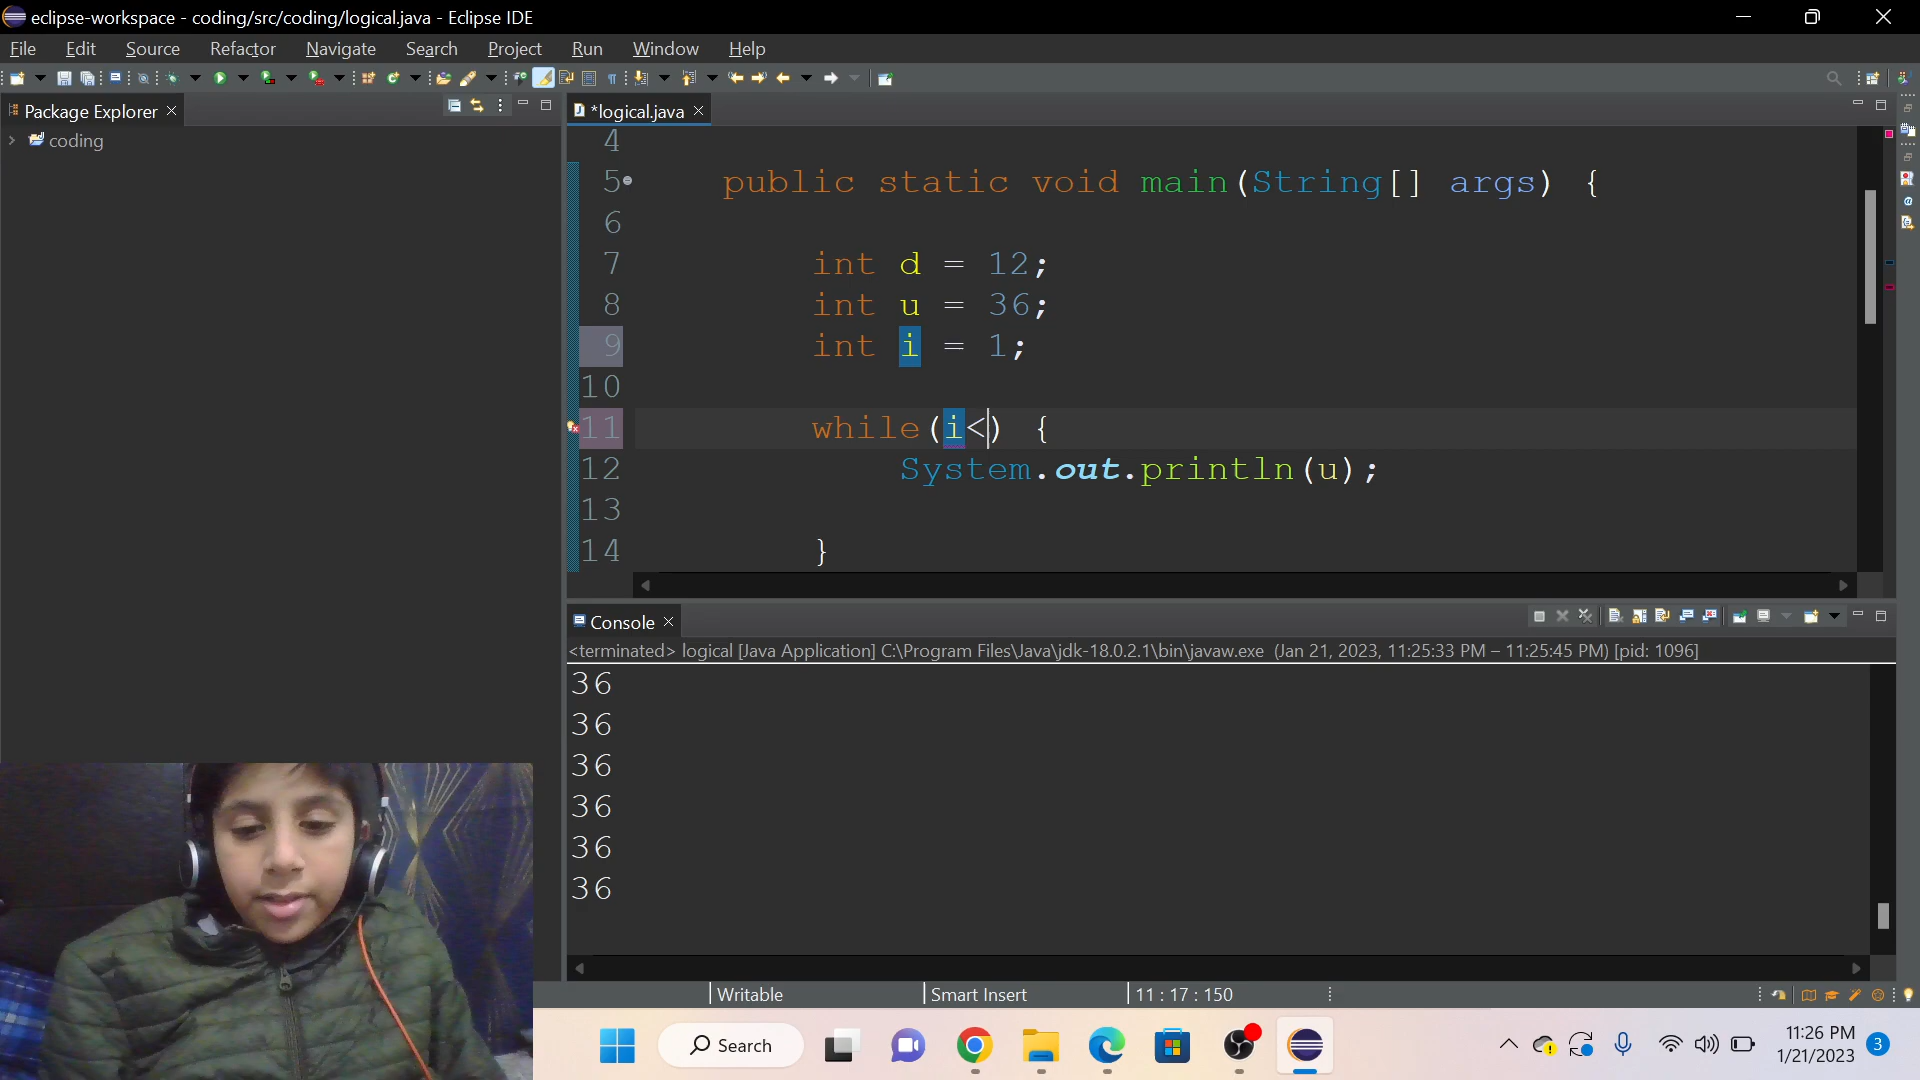 eclipse-workspace - coding/src/coding/logical.java - Eclipse IDE
File Edit Source Refactor Navigate Search Project Run Window Help
Package Explorer
*logical.java
coding
4
5 public static void main(String[] args) {
6
7 int d = 12;
8 int u = 36;
9 int i = 1;
10
11 while(i<) {
12 System.out.println(u);
13
14 }
Console
<terminated> logical [Java Application] C:\Program Files\Java\jdk-18.0.2.1\bin\javaw.exe (Jan 21, 2023, 11:25:33 PM – 11:25:45 PM) [pid: 1096]
36
36
36
36
36
36
Writable Smart Insert 11 : 17 : 150
Search
11:26 PM
1/21/2023
3